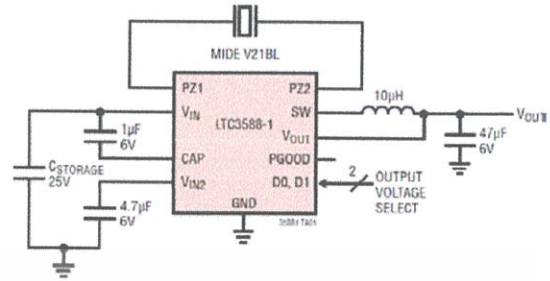 MIDE V21BL
PZ1
PZ2
VIN
SW
10μH
LTC3588-1
VOUT
1μF
6V
CAP
PGOOD
47μF
6V
CSTORAGE
25V
VIN2
D0, D1
2
OUTPUT
VOLTAGE
SELECT
4.7μF
6V
GND